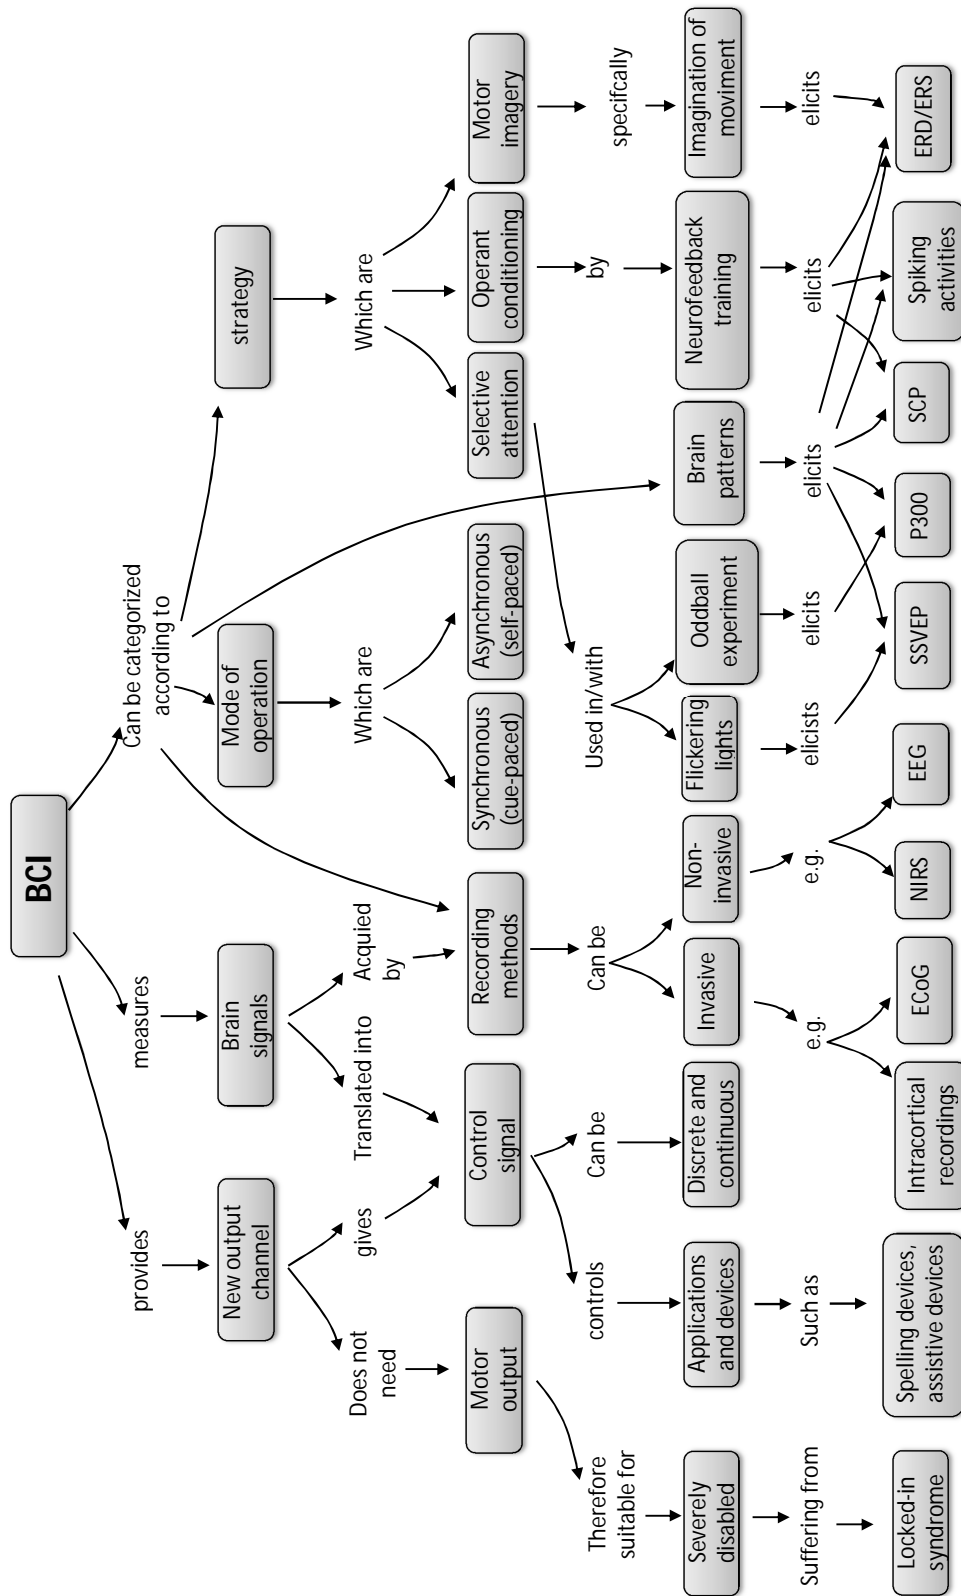 BCI
provides
measures
Can be categorized
according to
New output
channel
Brain
signals
Mode of
operation
strategy
Does not
need
gives
Translated into
Acquied
by
Which are
Which are
Motor
output
Control
signal
Recording
methods
Synchronous
(cue-paced)
Asynchronous
(self-paced)
Selective
attention
Operant
conditioning
Motor
imagery
Therefore
suitable for
controls
Can be
Can be
Used in/with
by
specifcally
Severely
disabled
Applications
and devices
Discrete and
continuous
Invasive
Non-
invasive
Flickering
lights
Oddball
experiment
Brain
patterns
Neurofeedback
training
Imagination of
moviment
Suffering from
Such as
e.g.
e.g.
elicists
elicits
elicits
elicits
elicits
Locked-in
syndrome
Spelling devices,
assistive devices
Intracortical
recordings
ECoG
NIRS
EEG
SSVEP
P300
SCP
Spiking
activities
ERD/ERS